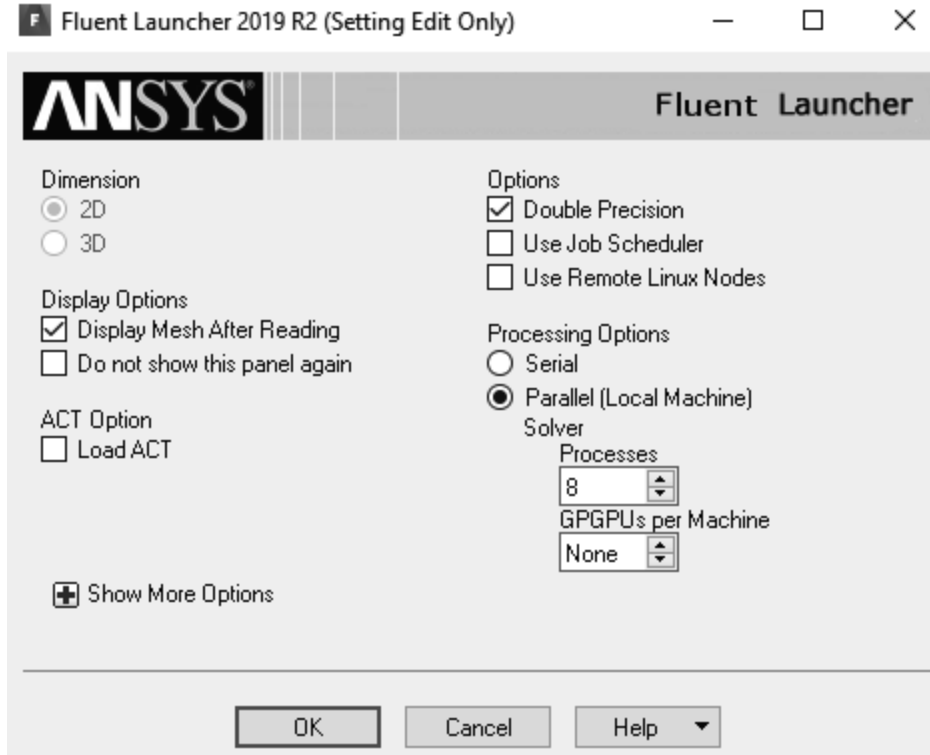 F Fluent Launcher 2019 R2 (Setting Edit Only)
ANSYS® Fluent Launcher
Dimension
2D
3D
Display Options
Display Mesh After Reading
Do not show this panel again
ACT Option
Load ACT
Show More Options
Options
Double Precision
Use Job Scheduler
Use Remote Linux Nodes
Processing Options
Serial
Parallel (Local Machine)
Solver
Processes
8
GPGPUs per Machine
None
OK Cancel Help